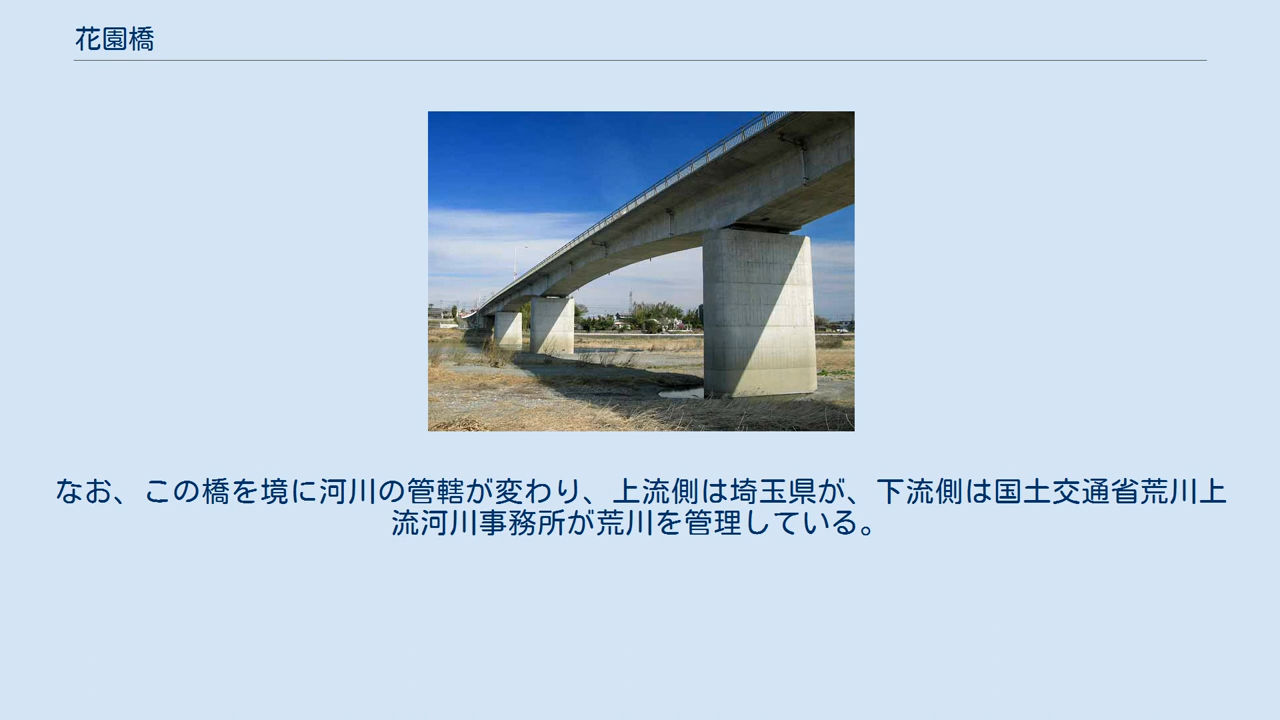 花園橋
なお、この橋を境に河川の管轄が変わり、上流側は埼玉県が、下流側は国土交通省荒川上
流河川事務所が荒川を管理している。